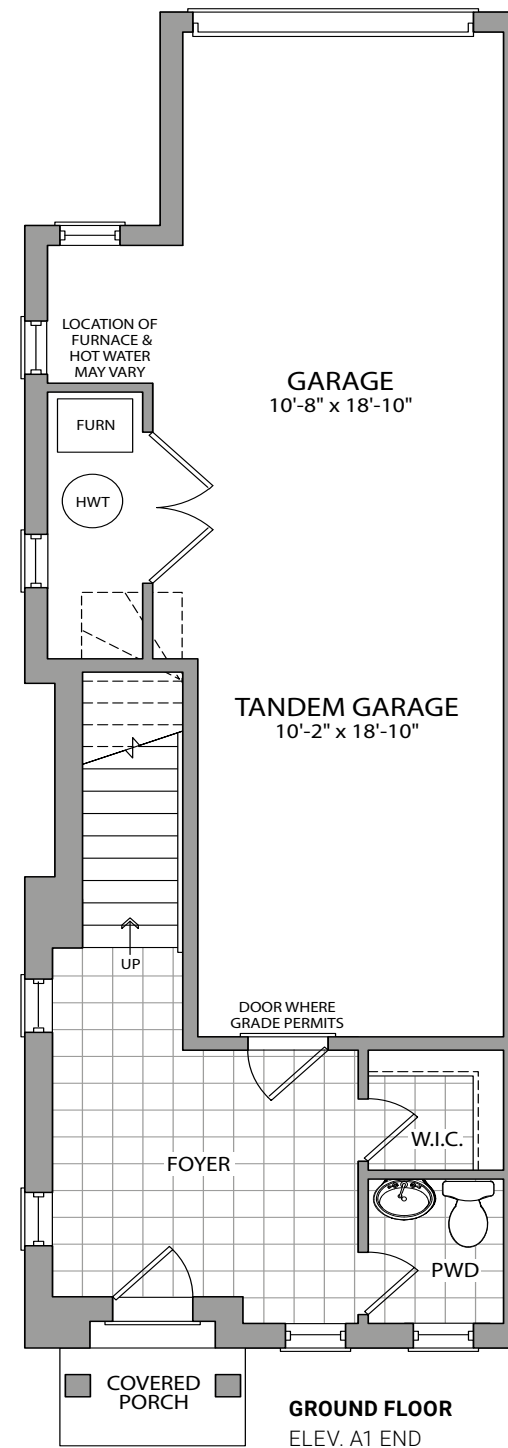 LOCATION OF
FURNACE &
HOT WATER
MAY VARY
GARAGE
10'-8" x 18'-10"
FURN
HWT
TANDEM GARAGE
10'-2" x 18'-10"
UP
DOOR WHERE
GRADE PERMITS
W.I.C.
FOYER
PWD
COVERED
PORCH
GROUND FLOOR
ELEV. A1 END